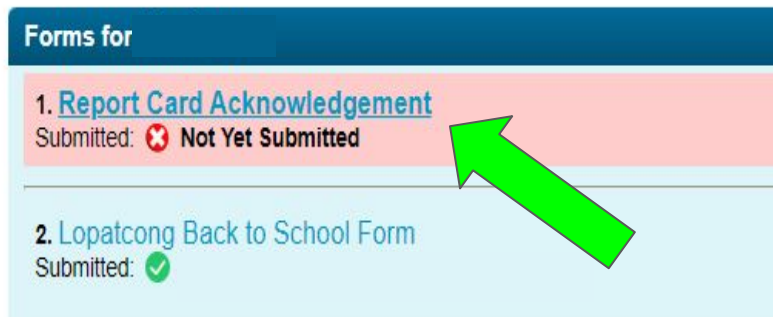 Forms for
1. Report Card Acknowledgement
Submitted: Not Yet Submitted
2. Lopatcong Back to School Form
Submitted: